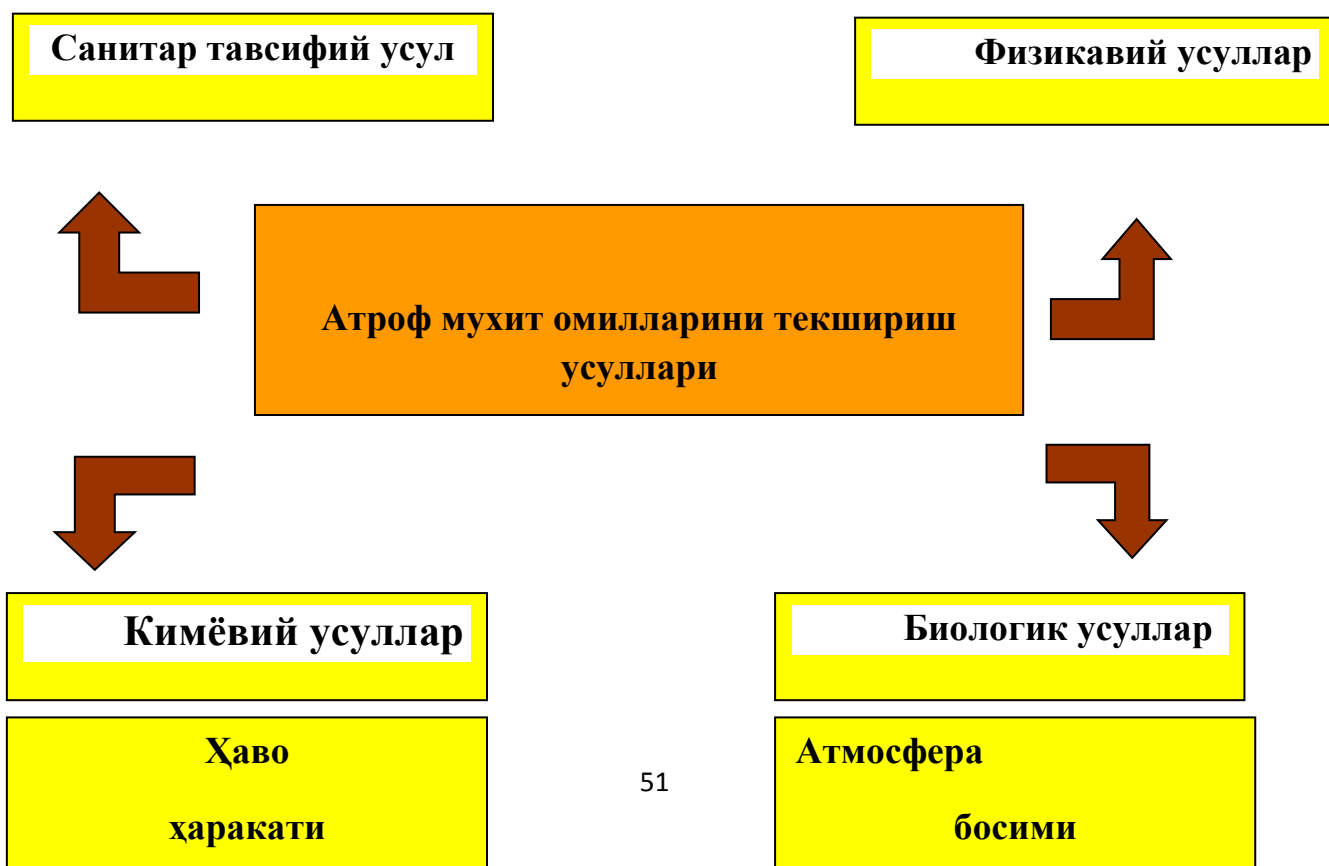 Санитар тавсифий усул
Физикавий усуллар
Атроф мухит омилларини текшириш
усуллари
Кимёвий усуллар
Биологик усуллар
Ҳаво
ҳаракати
51
Атмосфера
босими